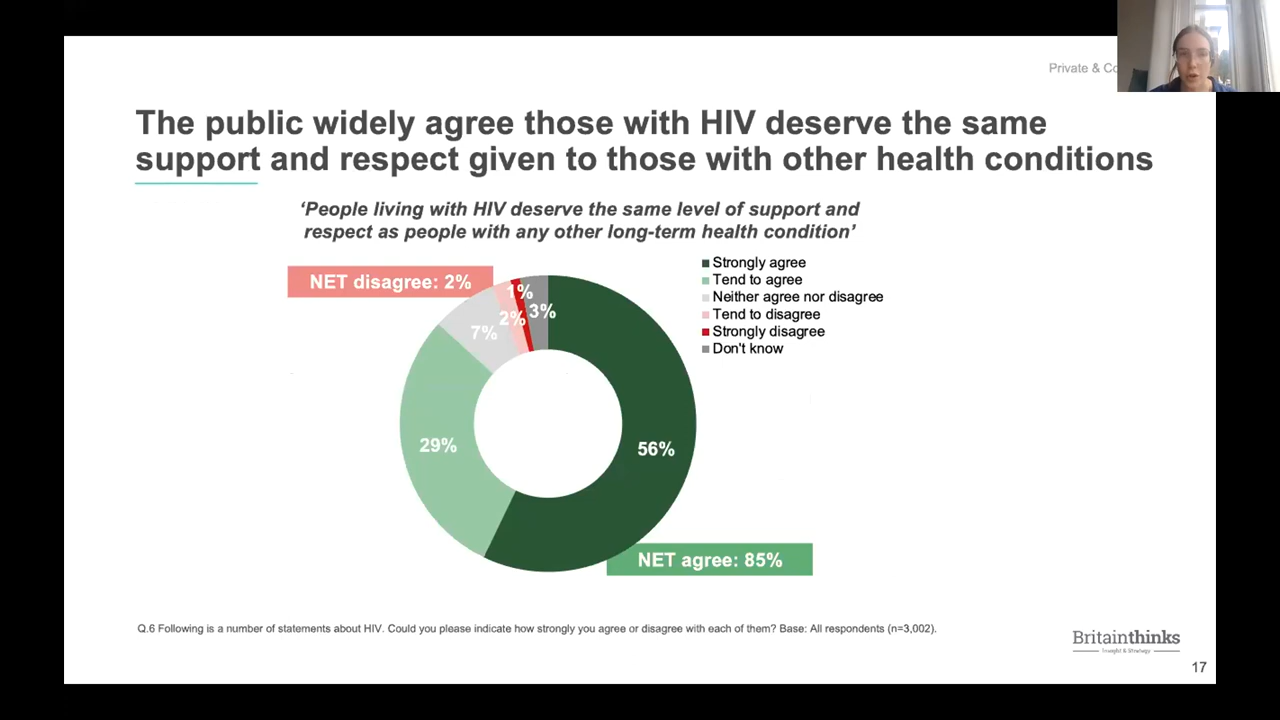 Private &
The public widely agree those with HIV deserve the same
support and respect given to those with other health conditions
‘People living with HIV deserve the same level of support and
respect as people with any other long-term health condition’
NET disagree: 2%
Strongly agree
Tend to agree
Neither agree nor disagree
Tend to disagree
Strongly disagree
Don't know
1%
3%
2%
7%
29%
56%
NET agree: 85%
Q.6 Following is a number of statements about HIV. Could you please indicate how strongly you agree or disagree with each of them? Base: All respondents (n=3,002).
Britainthinks
Insight & Strategy
17